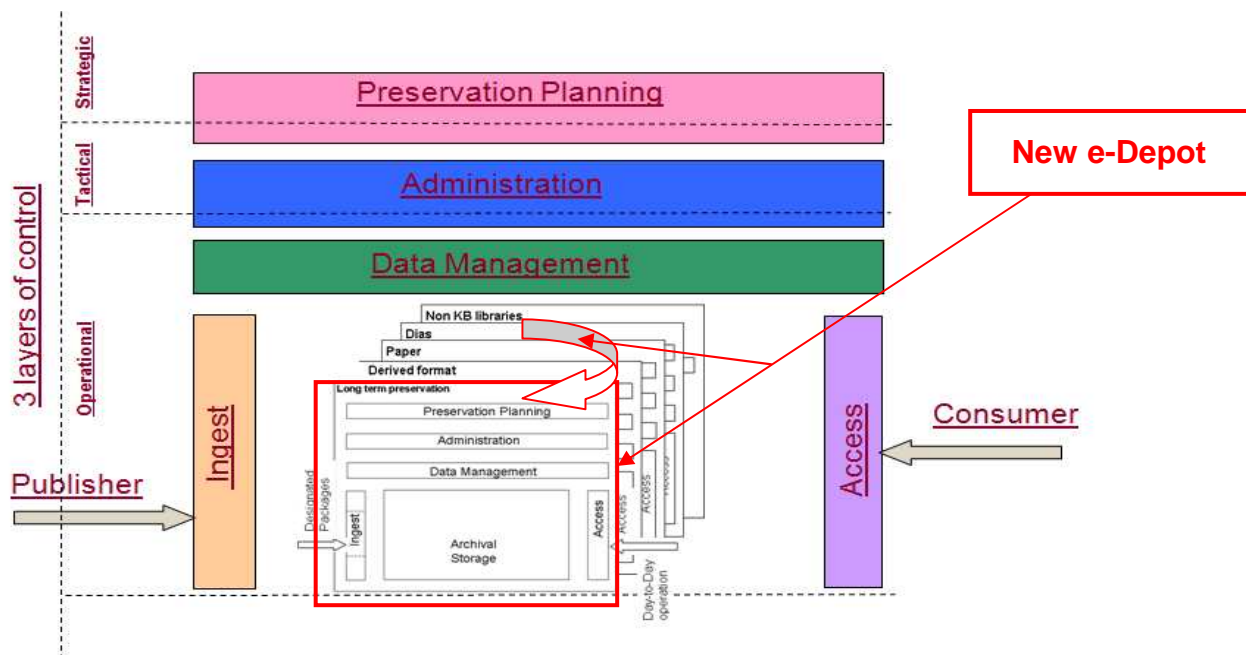 3 layers of control
Strategic
Tactical
Operational
Preservation Planning
Administration
Data Management
New e-Depot
Publisher
Ingest
Access
Consumer
Non KB libraries
Dias
Paper
Derived format
Long term preservation
Preservation Planning
Administration
Data Management
Designated
Packages
Ingest
Archival
Storage
Access
Access
Access
Access
Day-to-Day
operation